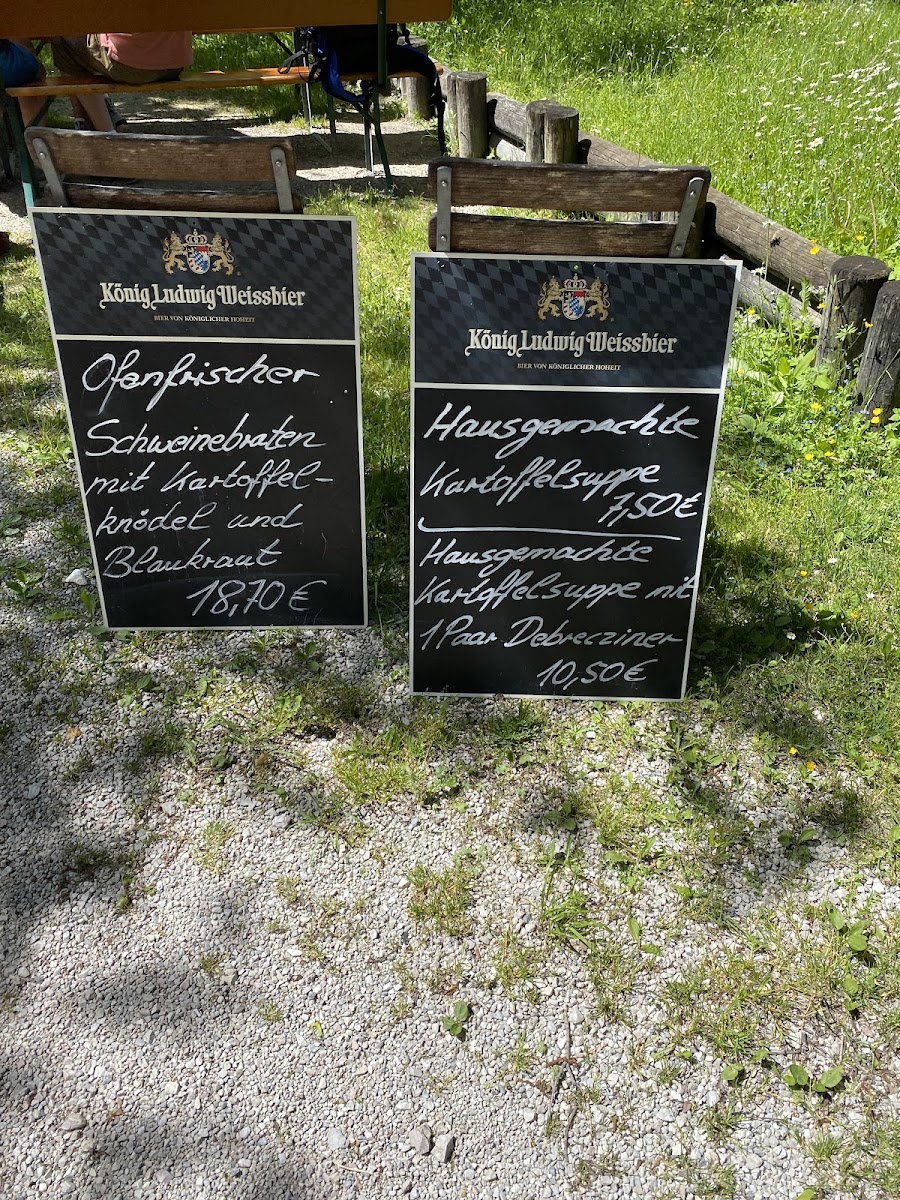 König Ludwig Weissbier
BIER VON KÖNIGLICHER HOHEIT
Ofenfrischer
Schweinebraten
mit Kartoffel-
knödel und
Blaukraut
18,70 €
König Ludwig Weissbier
BIER VON KÖNIGLICHER HOHEIT
Hausgemachte
Kartoffelsuppe
7,50€
Hausgemachte
Kartoffelsuppe mit
1 Paar Debrecziner
10,50€